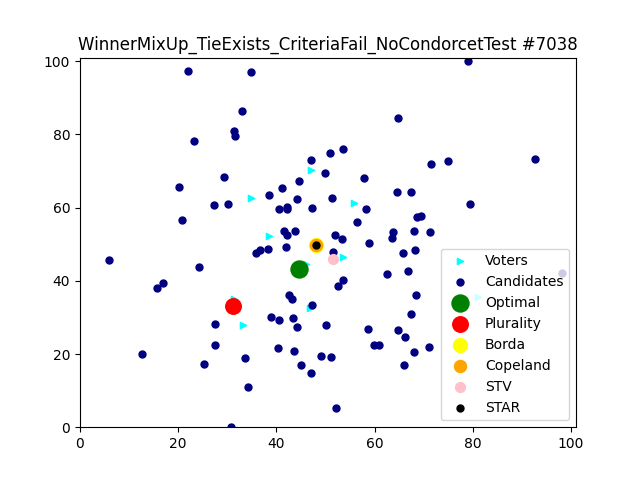 WinnerMixUp_TieExists_CriteriaFail_NoCondorcetTest #7038
100
80
60
40
20
0
0 20 40 60 80 100
Voters
Candidates
Optimal
Plurality
Borda
Copeland
STV
STAR